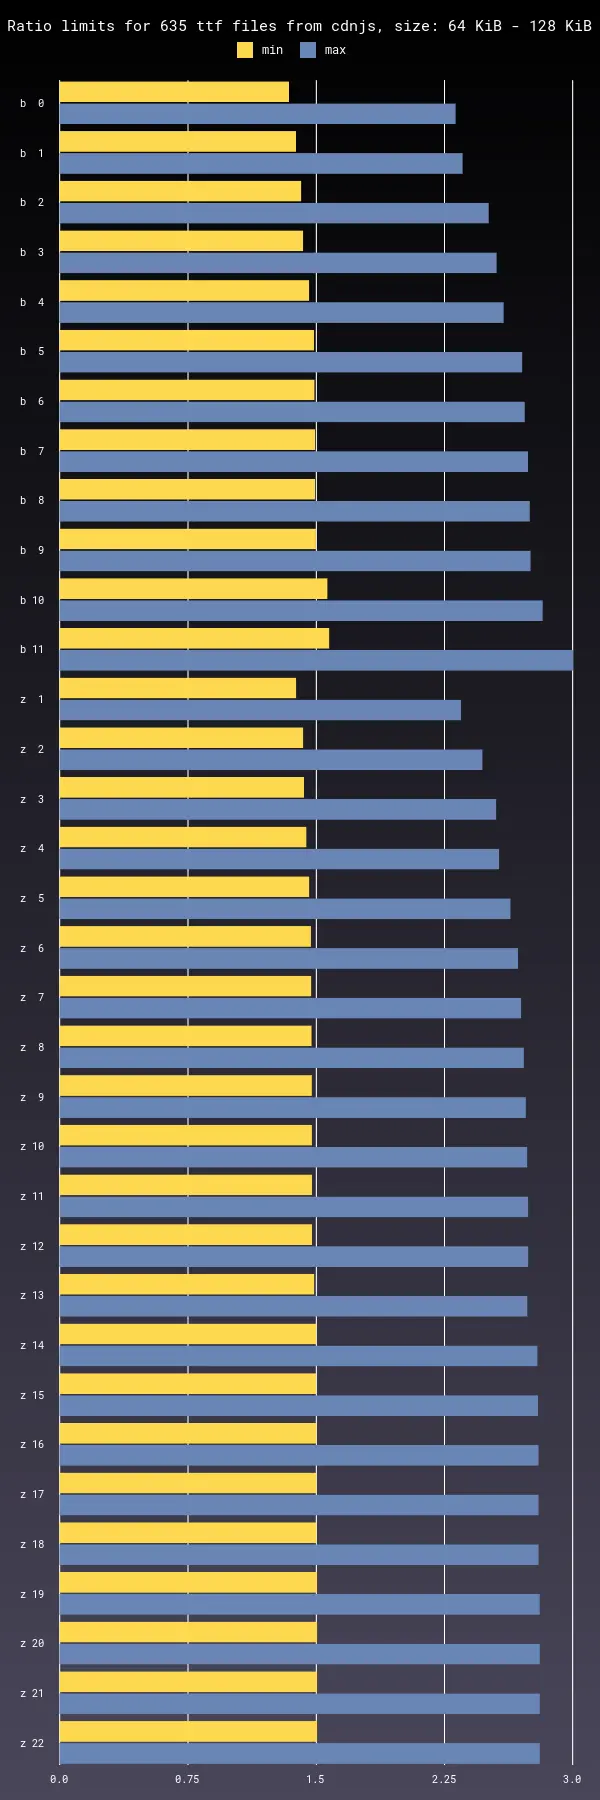 Ratio limits for 635 ttf files from cdnjs, size: 64 KiB - 128 KiB
min max
b 0
b 1
b 2
b 3
b 4
b 5
b 6
b 7
b 8
b 9
b 10
b 11
z 1
z 2
z 3
z 4
z 5
z 6
z 7
z 8
z 9
z 10
z 11
z 12
z 13
z 14
z 15
z 16
z 17
z 18
z 19
z 20
z 21
z 22
0.0 0.75 1.5 2.25 3.0